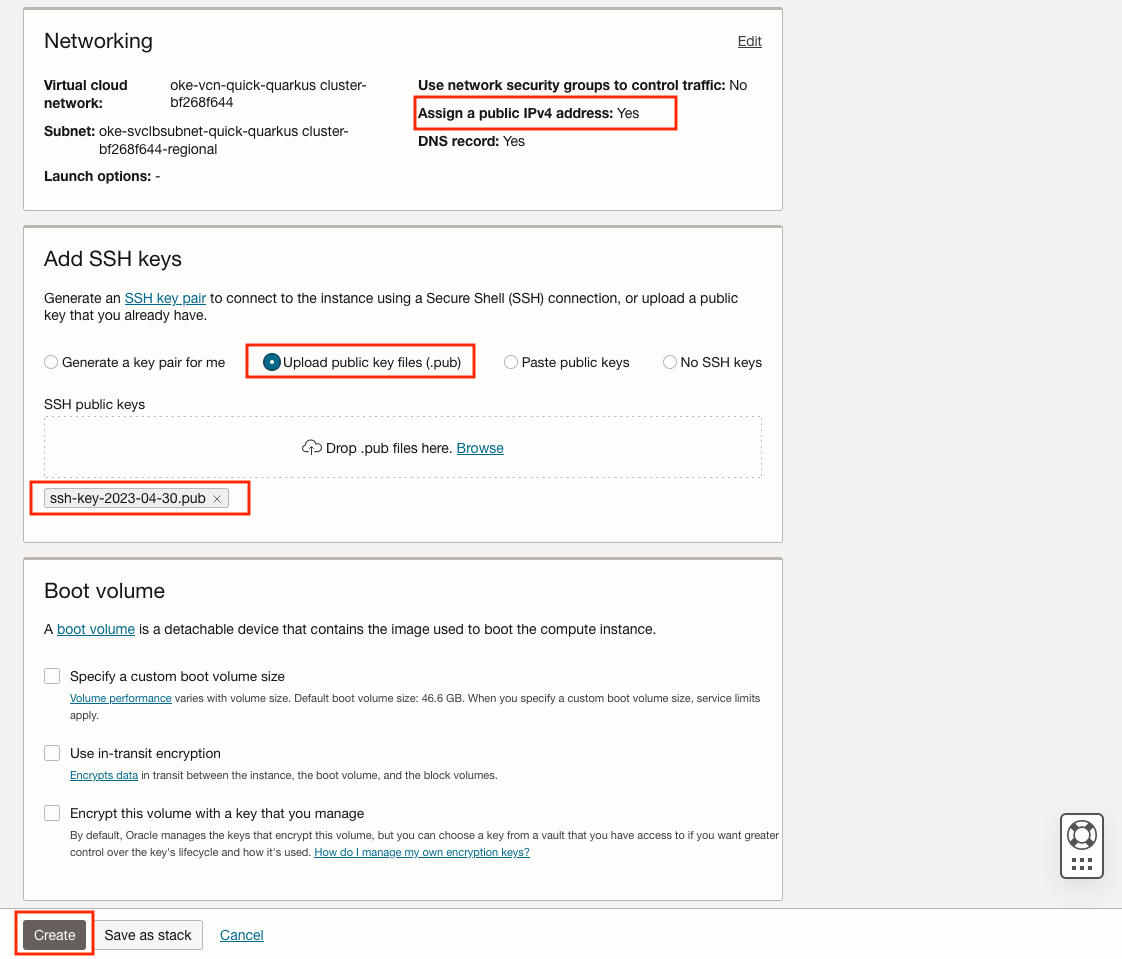 Networking
Edit
Virtual cloud network: oke-vcn-quick-quarkus cluster-bf268f644
Subnet: oke-svclbsubnet-quick-quarkus cluster-bf268f644-regional
Launch options: -
Use network security groups to control traffic: No
Assign a public IPv4 address: Yes
DNS record: Yes
Add SSH keys
Generate an SSH key pair to connect to the instance using a Secure Shell (SSH) connection, or upload a public
key that you already have.
Generate a key pair for me
Upload public key files (.pub)
Paste public keys
No SSH keys
SSH public keys
Drop .pub files here. Browse
ssh-key-2023-04-30.pub ×
Boot volume
A boot volume is a detachable device that contains the image used to boot the compute instance.
Specify a custom boot volume size
Volume performance varies with volume size. Default boot volume size: 46.6 GB. When you specify a custom boot volume size, service limits
apply.
Use in-transit encryption
Encrypts data in transit between the instance, the boot volume, and the block volumes.
Encrypt this volume with a key that you manage
By default, Oracle manages the keys that encrypt this volume, but you can choose a key from a vault that you have access to if you want greater
control over the key's lifecycle and how it's used. How do I manage my own encryption keys?
Create
Save as stack
Cancel